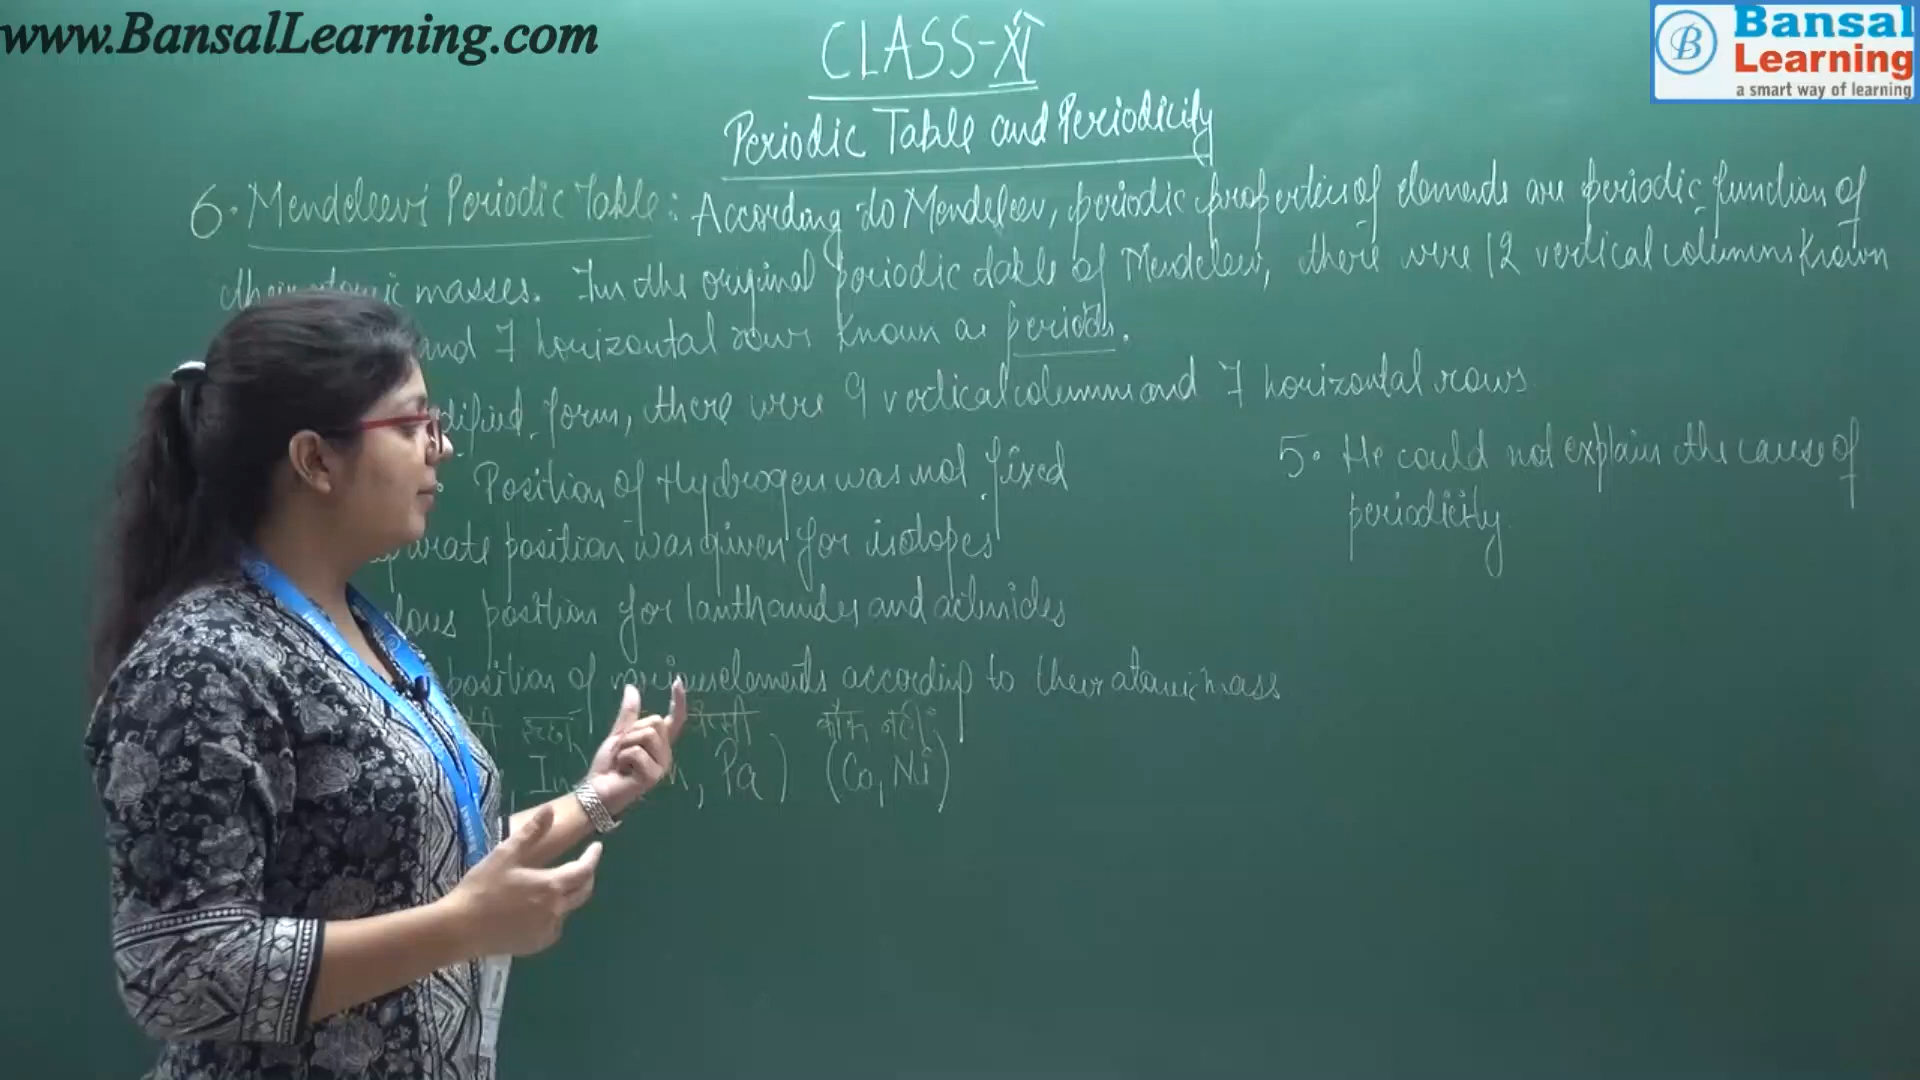 www.BansalLearning.com
Bansal
Learning
a smart way of learning
CLASS-XI
Periodic Table and Periodicity
6. Mendeleev's Periodic Table: According to Mendeleev, periodic properties of elements are periodic function of
their atomic masses. In the original periodic table of Mendeleev, there were 12 vertical columns known
and 7 horizontal rows known as periods.
form, there were 9 vertical columns and 7 horizontal rows
Position of Hydrogen was not fixed
position was given for isotopes
position for lanthanides and actinides
position of various elements according to their atomic mass
, Pa) (Co, Ni)
5. He could not explain the cause of
periodicity.